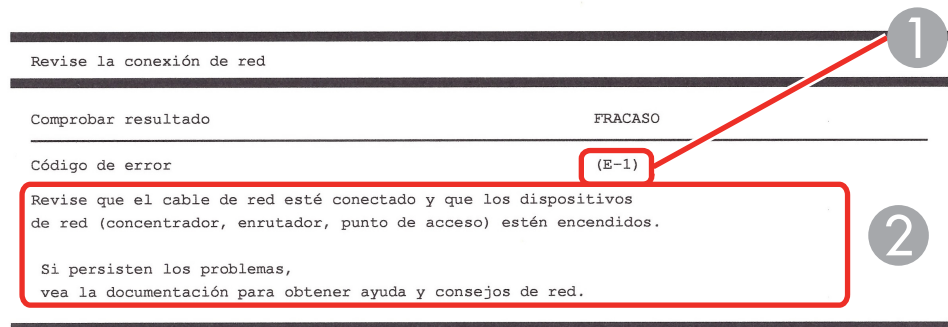 1
Revise la conexión de red
Comprobar resultado FRACASO
Código de error (E-1)
Revise que el cable de red esté conectado y que los dispositivos
de red (concentrador, enrutador, punto de acceso) estén encendidos.
2
Si persisten los problemas,
vea la documentación para obtener ayuda y consejos de red.